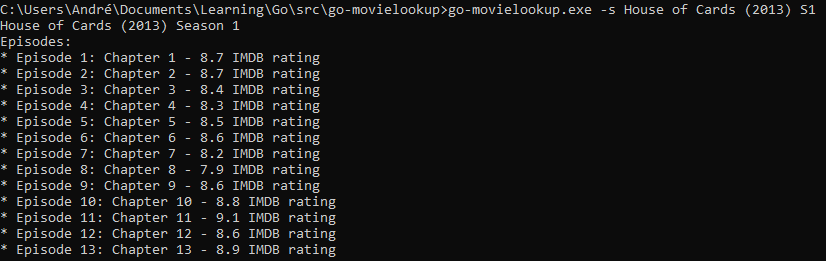 C:\Users\André\Documents\Learning\Go\src\go-movielookup>go-movielookup.exe -s House of Cards (2013) S1
House of Cards (2013) Season 1
Episodes:
* Episode 1: Chapter 1 - 8.7 IMDB rating
* Episode 2: Chapter 2 - 8.7 IMDB rating
* Episode 3: Chapter 3 - 8.4 IMDB rating
* Episode 4: Chapter 4 - 8.3 IMDB rating
* Episode 5: Chapter 5 - 8.5 IMDB rating
* Episode 6: Chapter 6 - 8.6 IMDB rating
* Episode 7: Chapter 7 - 8.2 IMDB rating
* Episode 8: Chapter 8 - 7.9 IMDB rating
* Episode 9: Chapter 9 - 8.6 IMDB rating
* Episode 10: Chapter 10 - 8.8 IMDB rating
* Episode 11: Chapter 11 - 9.1 IMDB rating
* Episode 12: Chapter 12 - 8.6 IMDB rating
* Episode 13: Chapter 13 - 8.9 IMDB rating